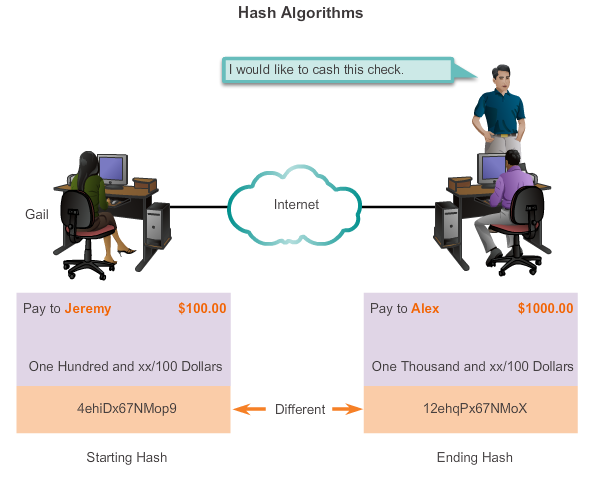 Hash Algorithms
I would like to cash this check.
Gail
Internet
Pay to Jeremy $100.00
One Hundred and xx/100 Dollars
4ehiDx67NMop9
Different
Pay to Alex $1000.00
One Thousand and xx/100 Dollars
12ehqPx67NMoX
Starting Hash
Ending Hash